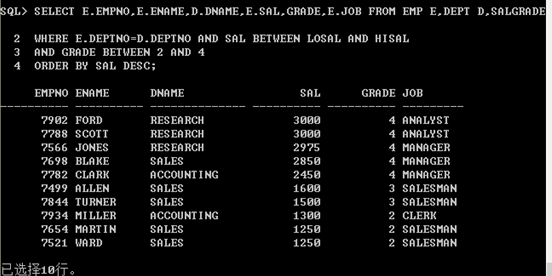 SQL> SELECT E.EMPNO,E.ENAME,D.DNAME,E.SAL,GRADE,E.JOB FROM EMP E,DEPT D,SALGRADE
2 WHERE E.DEPTNO=D.DEPTNO AND SAL BETWEEN LOSAL AND HISAL
3 AND GRADE BETWEEN 2 AND 4
4 ORDER BY SAL DESC;
EMPNO ENAME DNAME SAL GRADE JOB
---------- ---------- -------------- ---------- ---------- ---------
7902 FORD RESEARCH 3000 4 ANALYST
7788 SCOTT RESEARCH 3000 4 ANALYST
7566 JONES RESEARCH 2975 4 MANAGER
7698 BLAKE SALES 2850 4 MANAGER
7782 CLARK ACCOUNTING 2450 4 MANAGER
7499 ALLEN SALES 1600 3 SALESMAN
7844 TURNER SALES 1500 3 SALESMAN
7934 MILLER ACCOUNTING 1300 2 CLERK
7654 MARTIN SALES 1250 2 SALESMAN
7521 WARD SALES 1250 2 SALESMAN
已选择10行。